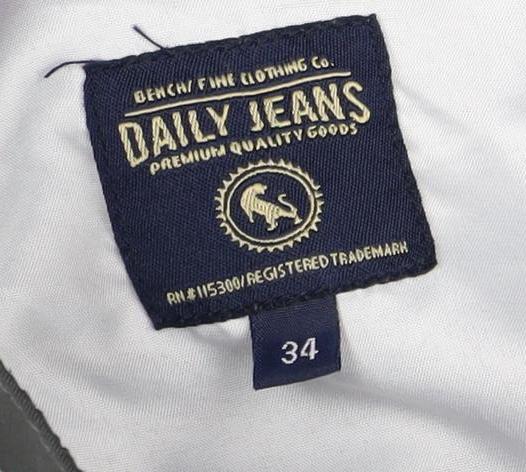 BENCH/ FINE CLOTHING Co.
DAILY JEANS
PREMIUM QUALITY GOODS
RN#115300/REGISTERED TRADEMARK
34